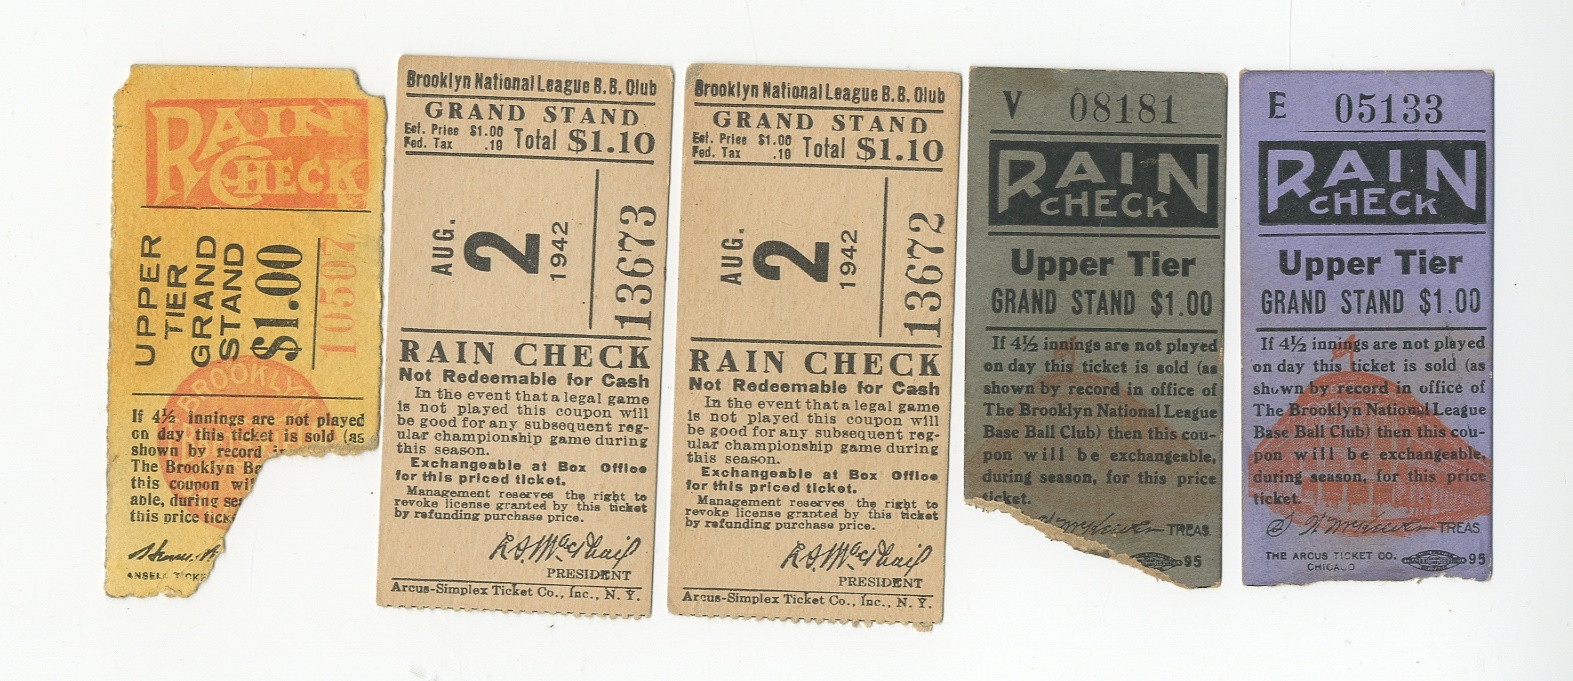 RAIN
CHECK
UPPER
TIER
GRAND
STAND
$1.00
10507
BROOKLYN
If 4½ innings are not played
on day this ticket is sold (as
shown by record
The Brooklyn
this coupon
able, during
this price
Brooklyn National League B.B. Club
GRAND STAND
Est. Price $1.00
Fed. Tax .10
Total $1.10
AUG.
2
1942
13673
RAIN CHECK
Not Redeemable for Cash
In the event that a legal game
is not played this coupon will
be good for any subsequent reg-
ular championship game during
this season.
Exchangeable at Box Office
for this priced ticket.
Management reserves the right to
revoke license granted by this ticket
by refunding purchase price.
PRESIDENT
Arcus-Simplex Ticket Co., Inc., N. Y.
Brooklyn National League B.B. Club
GRAND STAND
Est. Price $1.00
Fed. Tax .10
Total $1.10
AUG.
2
1942
13672
RAIN CHECK
Not Redeemable for Cash
In the event that a legal game
is not played this coupon will
be good for any subsequent reg-
ular championship game during
this season.
Exchangeable at Box Office
for this priced ticket.
Management reserves the right to
revoke license granted by this ticket
by refunding purchase price.
PRESIDENT
Arcus-Simplex Ticket Co., Inc., N. Y.
V 08181
RAIN
CHECK
Upper Tier
GRAND STAND $1.00
If 4½ innings are not played
on day this ticket is sold (as
shown by record in office of
The Brooklyn National League
Base Ball Club) then this cou-
pon will be exchangeable,
during season, for this price
ticket.
TREAS.
95
E 05133
RAIN
CHECK
Upper Tier
GRAND STAND $1.00
If 4½ innings are not played
on day this ticket is sold (as
shown by record in office of
The Brooklyn National League
Base Ball Club) then this cou-
pon will be exchangeable,
during season, for this price
ticket.
TREAS.
THE ARCUS TICKET CO.
CHICAGO
95